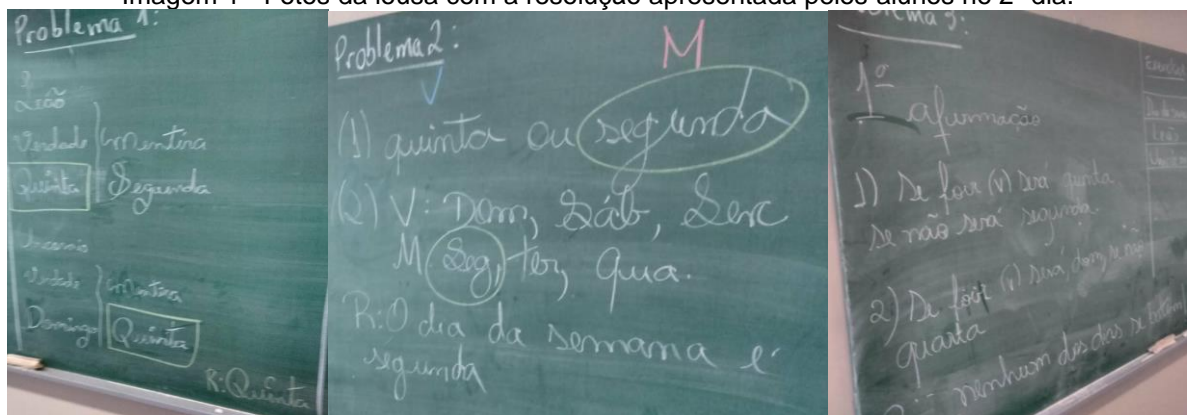 Imagem 1 - Fotos da lousa com a resolução apresentada pelos alunos no 2º dia.
Problema 1:
Leão
Verdade mentira
Quinta Segunda
Unicórnio
Verdade mentira
Domingo Quinta
R: Quinta
Problema 2:
V M
(1) quinta ou segunda
(2) V: Dom, Sáb, Sex
M Seg, ter, qua.
R: O dia da semana é
segunda
1º afirmação
1) Se for (v) será quinta
se não será segunda.
2) Se for (v) será, dom, se não
quarta
nenhum dos dias se